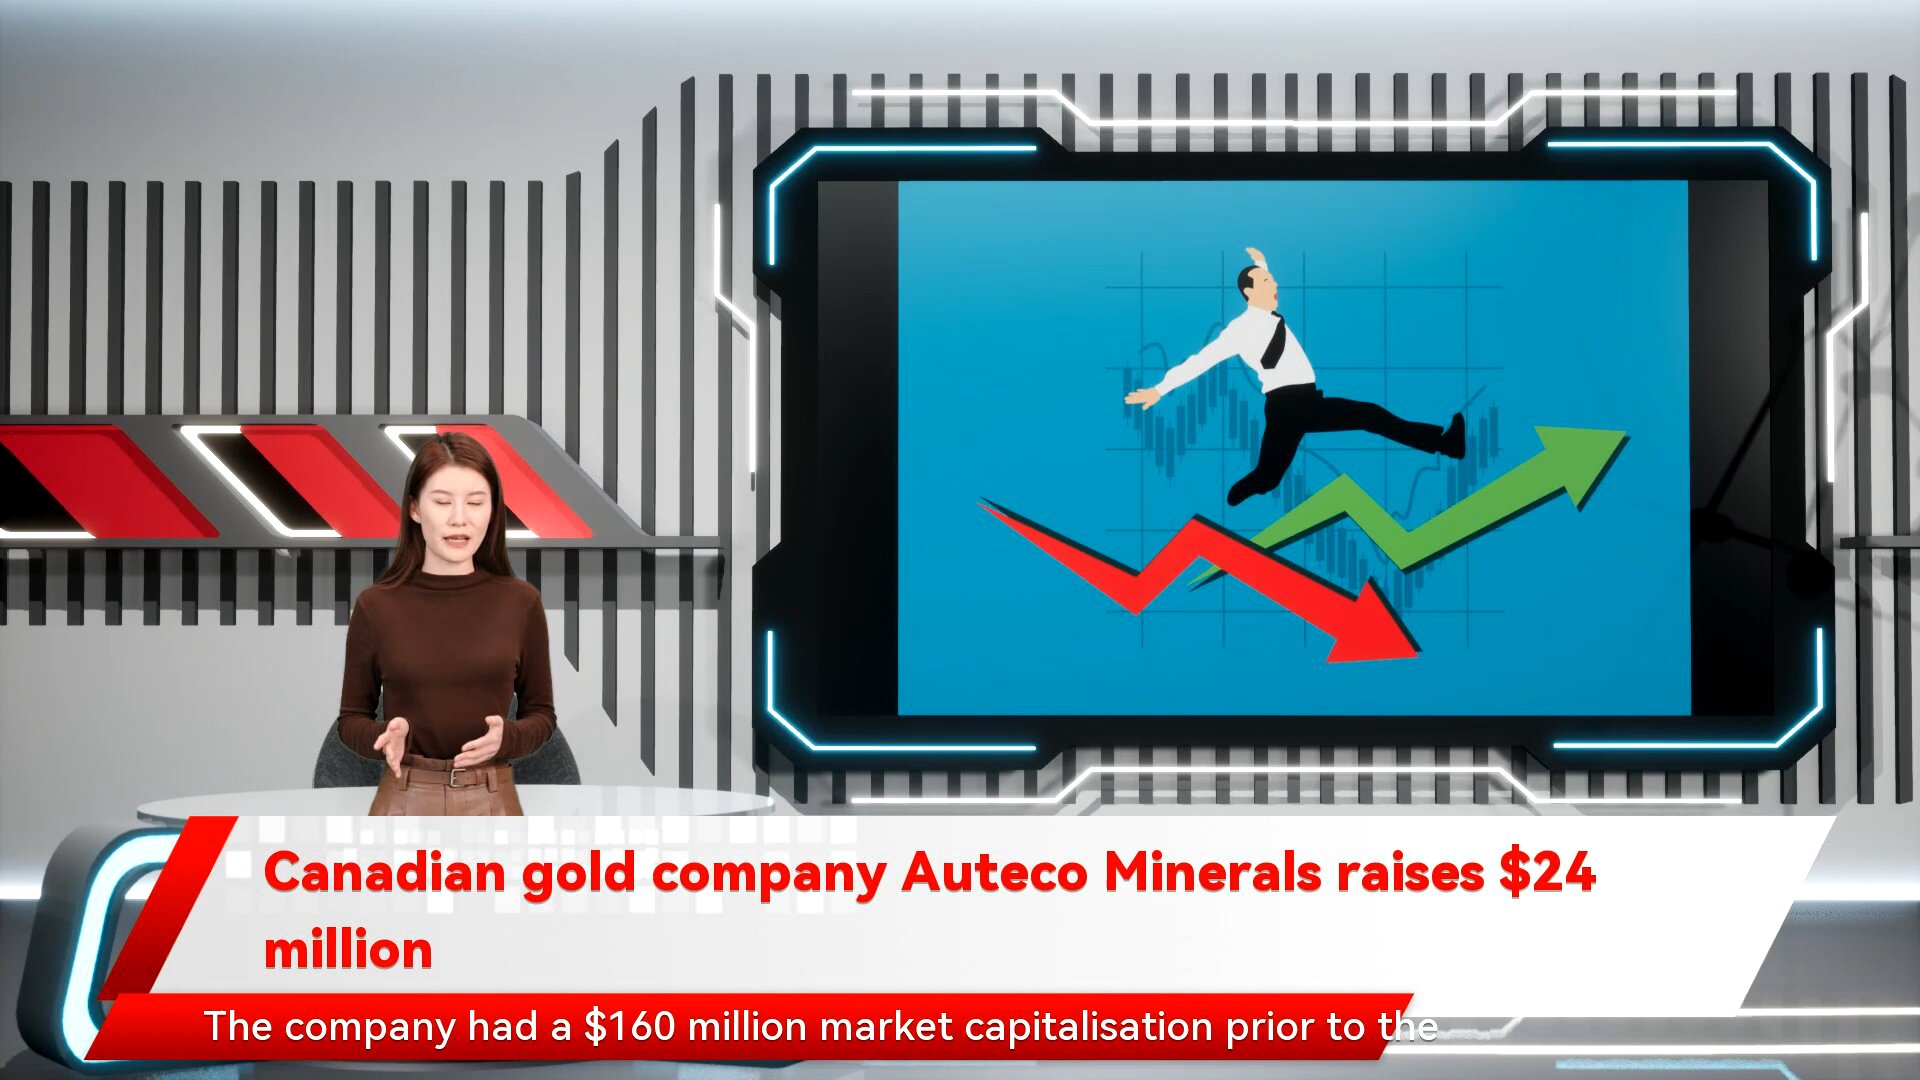 Canadian gold company Auteco Minerals raises $24
million
The company had a $160 million market capitalisation prior to the